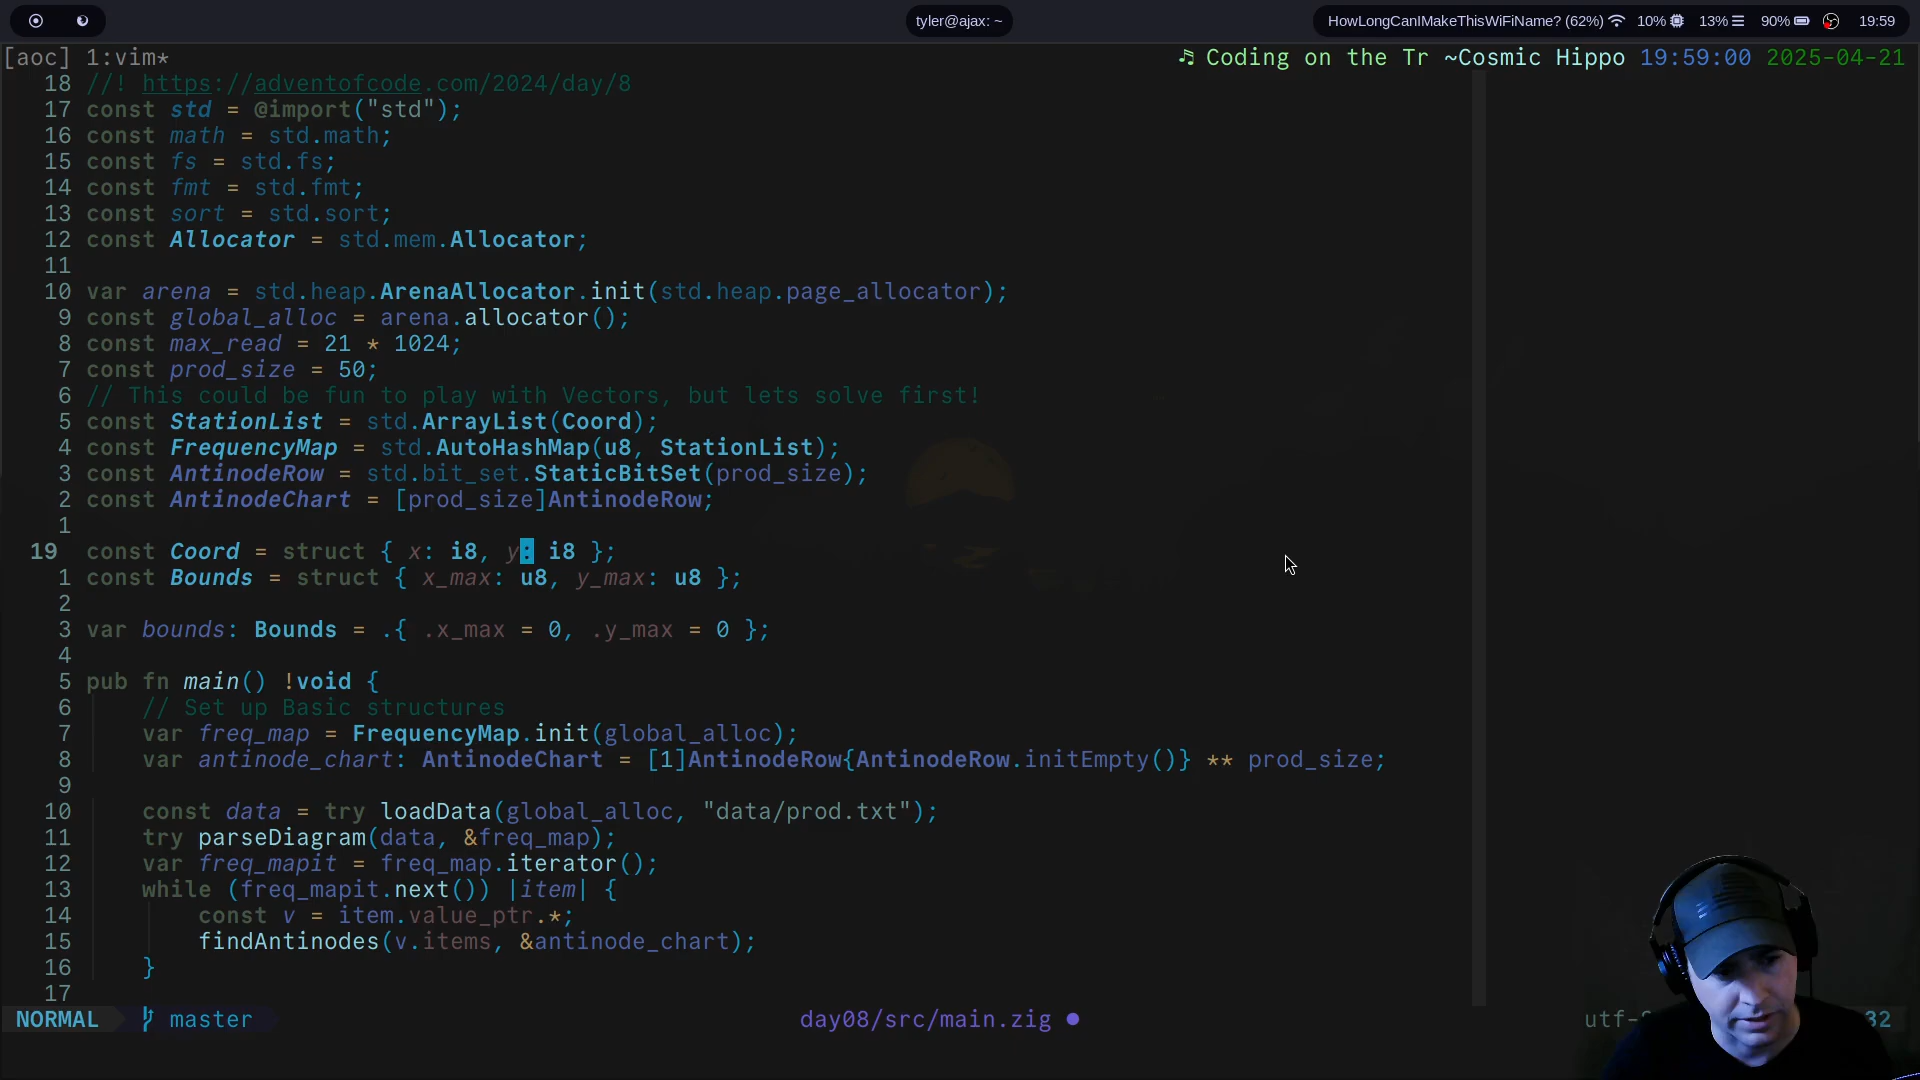 tyler@ajax: ~
HowLongCanIMakeThisWiFiName? (62%) 10% 13% 90% 19:59
[aoc] 1:vim*
♬ Coding on the Tr ~Cosmic Hippo 19:59:00 2025-04-21
18 //! https://adventofcode.com/2024/day/8
17 const std = @import("std");
16 const math = std.math;
15 const fs = std.fs;
14 const fmt = std.fmt;
13 const sort = std.sort;
12 const Allocator = std.mem.Allocator;
11
10 var arena = std.heap.ArenaAllocator.init(std.heap.page_allocator);
9 const global_alloc = arena.allocator();
8 const max_read = 21 * 1024;
7 const prod_size = 50;
6 // This could be fun to play with Vectors, but lets solve first!
5 const StationList = std.ArrayList(Coord);
4 const FrequencyMap = std.AutoHashMap(u8, StationList);
3 const AntinodeRow = std.bit_set.StaticBitSet(prod_size);
2 const AntinodeChart = [prod_size]AntinodeRow;
1
19 const Coord = struct { x: i8, y: i8 };
1 const Bounds = struct { x_max: u8, y_max: u8 };
2
3 var bounds: Bounds = .{ .x_max = 0, .y_max = 0 };
4
5 pub fn main() !void {
6 // Set up Basic structures
7 var freq_map = FrequencyMap.init(global_alloc);
8 var antinode_chart: AntinodeChart = [1]AntinodeRow{AntinodeRow.initEmpty()} ** prod_size;
9
10 const data = try loadData(global_alloc, "data/prod.txt");
11 try parseDiagram(data, &freq_map);
12 var freq_mapit = freq_map.iterator();
13 while (freq_mapit.next()) |item| {
14 const v = item.value_ptr.*;
15 findAntinodes(v.items, &antinode_chart);
16 }
17
NORMAL master day08/src/main.zig ● utf- 32